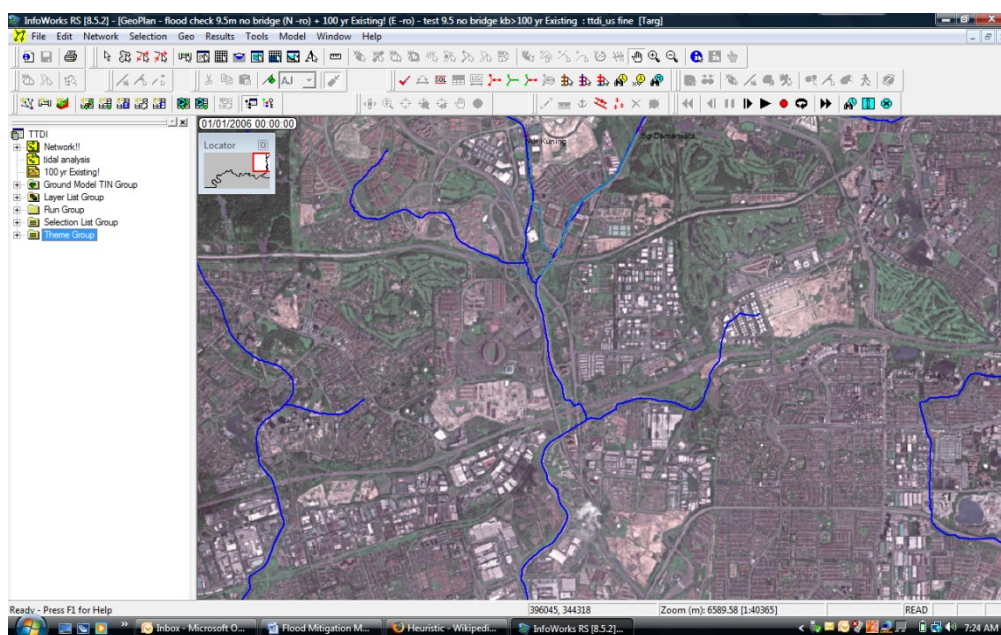 InfoWorks RS [8.5.2] - [GeoPlan - flood check 9.5m no bridge (N -ro) + 100 yr Existing! (E -ro) - test 9.5 no bridge kb>100 yr Existing : ttdi_us fine [Targ]
File Edit Network Selection Geo Results Tools Model Window Help
AJ
01/01/2006 00:00:00
TTDI
Network!!
tidal analysis
100 yr Existing!
Ground Model TIN Group
Layer List Group
Run Group
Selection List Group
Theme Group
Locator
Air Kuning
Sg Damansara
Ready - Press F1 for Help
396045, 344318
Zoom (m): 6589.58 [1:40365]
READ
Inbox - Microsoft O...
Flood Mitigation M...
Heuristic - Wikipedi...
InfoWorks RS [8.5.2]...
7:24 AM